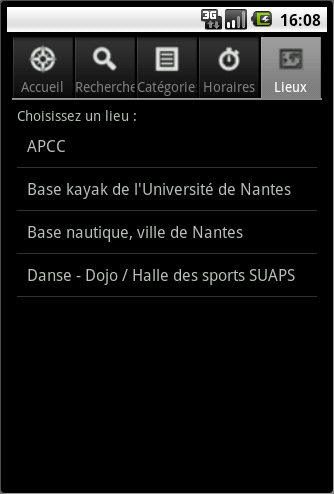 3G 16:08
Accueil Recherche Catégorie Horaires Lieux
Choisissez un lieu :
APCC
Base kayak de l'Université de Nantes
Base nautique, ville de Nantes
Danse - Dojo / Halle des sports SUAPS